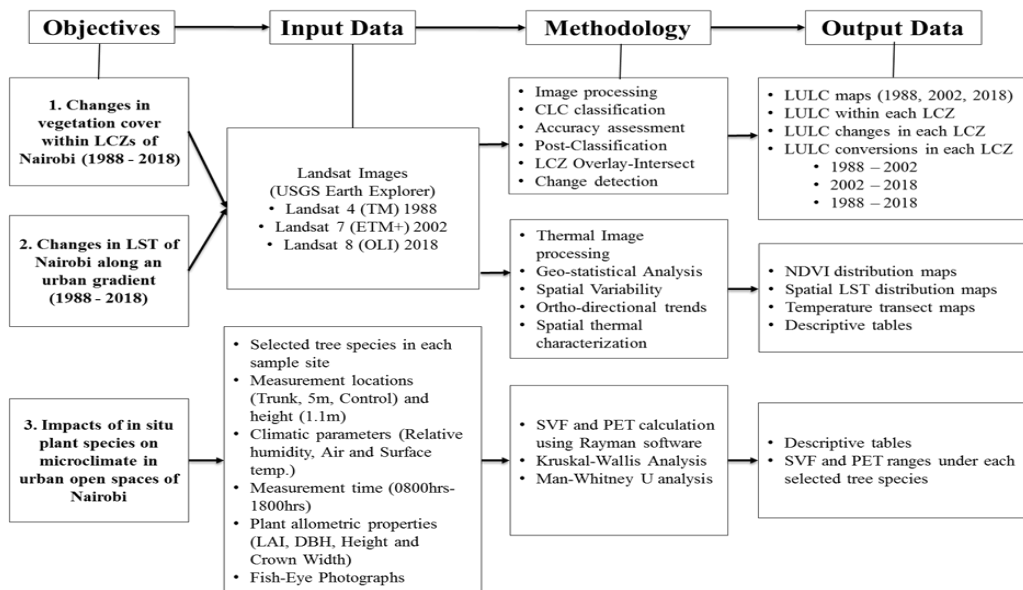 Objectives
Input Data
Methodology
Output Data
1. Changes in
vegetation cover
within LCZs of
Nairobi (1988 - 2018)
2. Changes in LST of
Nairobi along an
urban gradient
(1988 - 2018)
3. Impacts of in situ
plant species on
microclimate in
urban open spaces of
Nairobi
Landsat Images
(USGS Earth Explorer)
• Landsat 4 (TM) 1988
• Landsat 7 (ETM+) 2002
• Landsat 8 (OLI) 2018
• Selected tree species in each
sample site
• Measurement locations
(Trunk, 5m, Control) and
height (1.1m)
• Climatic parameters (Relative
humidity, Air and Surface
temp.)
• Measurement time (0800hrs-
1800hrs)
• Plant allometric properties
(LAI, DBH, Height and
Crown Width)
• Fish-Eye Photographs
• Image processing
• CLC classification
• Accuracy assessment
• Post-Classification
• LCZ Overlay-Intersect
• Change detection
• Thermal Image
processing
• Geo-statistical Analysis
• Spatial Variability
• Ortho-directional trends
• Spatial thermal
characterization
• SVF and PET calculation
using Rayman software
• Kruskal-Wallis Analysis
• Man-Whitney U analysis
• LULC maps (1988, 2002, 2018)
• LULC within each LCZ
• LULC changes in each LCZ
• LULC conversions in each LCZ
• 1988 – 2002
• 2002 – 2018
• 1988 – 2018
• NDVI distribution maps
• Spatial LST distribution maps
• Temperature transect maps
• Descriptive tables
• Descriptive tables
• SVF and PET ranges under each
selected tree species